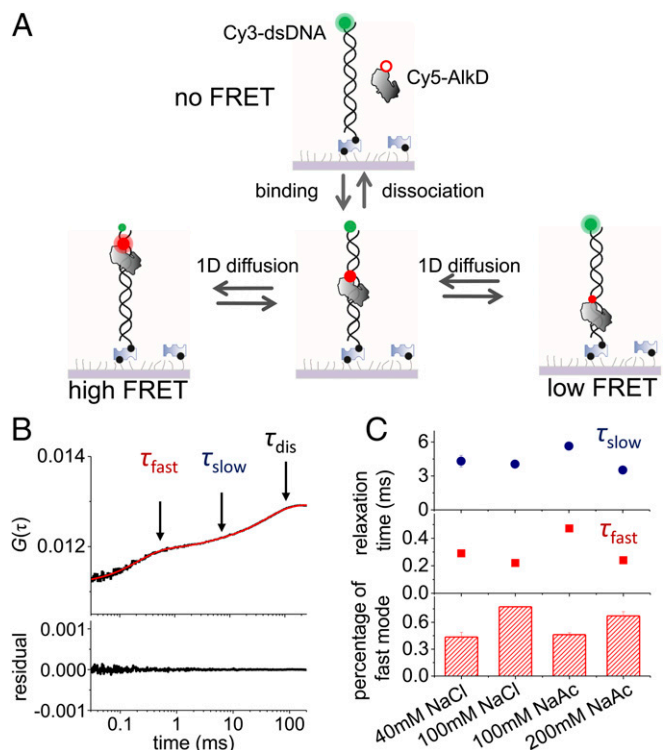 A
Cy3-dsDNA
Cy5-AlkD
no FRET
binding
dissociation
1D diffusion
1D diffusion
high FRET
low FRET
B
τdis
τfast
τslow
0.014
0.012
G(τ)
0.001
0.000
-0.001
residual
0.1
1
10
100
time (ms)
C
τslow
6
3
0
relaxation
time (ms)
τfast
0.4
0.2
0.0
percentage of
fast mode
0.6
0.3
0.0
40mM NaCl
100mM NaCl
100mM NaAc
200mM NaAc